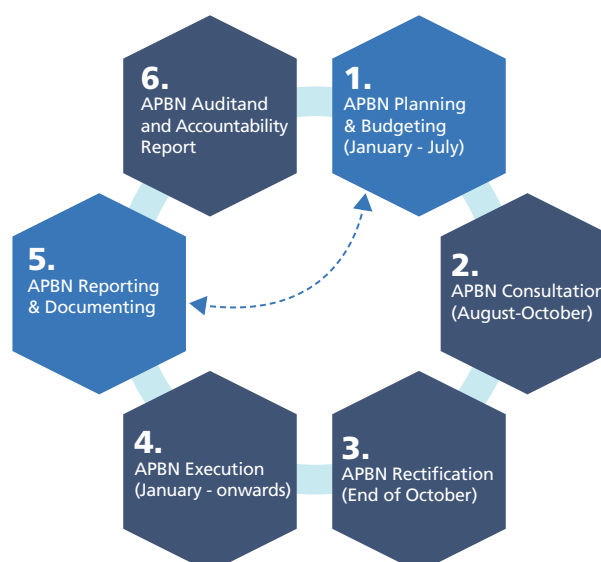 1.
APBN Planning
& Budgeting
(January - July)
2.
APBN Consultation
(August-October)
3.
APBN Rectification
(End of October)
4.
APBN Execution
(January - onwards)
5.
APBN Reporting
& Documenting
6.
APBN Auditand
and Accountability
Report